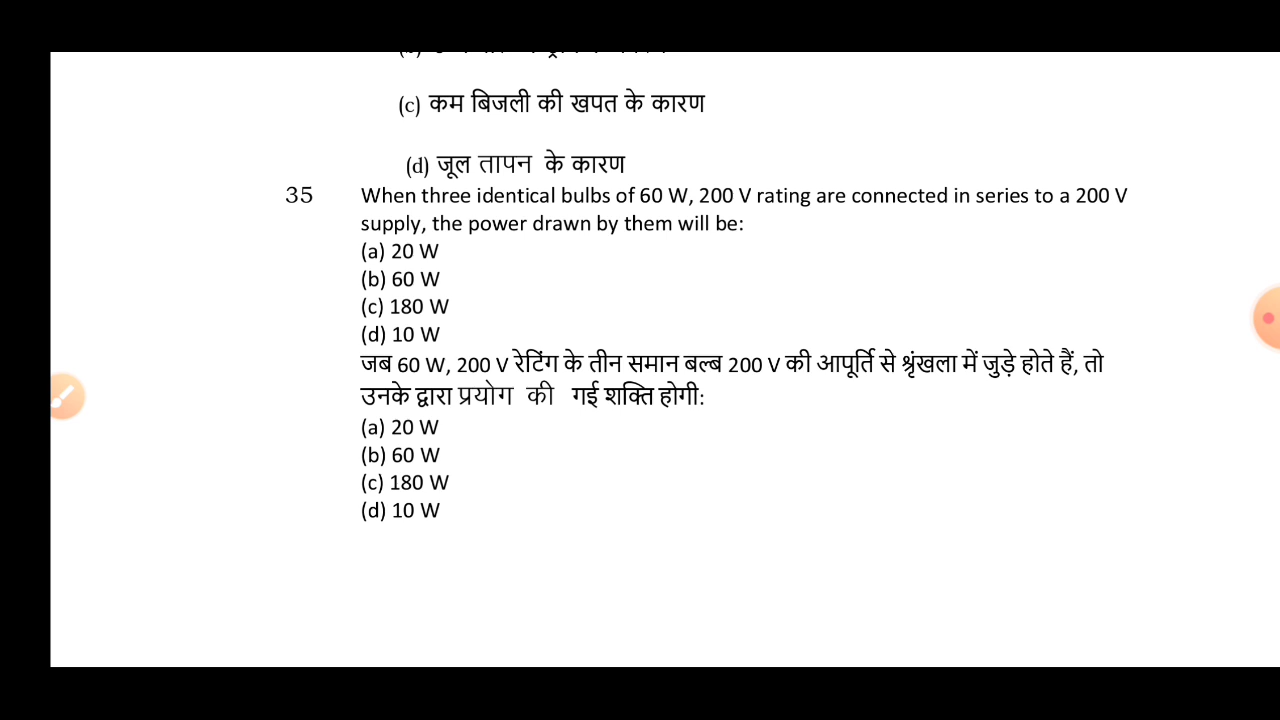 (c) कम बिजली की खपत के कारण
(d) जूल तापन के कारण
35 When three identical bulbs of 60 W, 200 V rating are connected in series to a 200 V
supply, the power drawn by them will be:
(a) 20 W
(b) 60 W
(c) 180 W
(d) 10 W
जब 60 W, 200 V रेटिंग के तीन समान बल्ब 200 V की आपूर्ति से श्रृंखला में जुड़े होते हैं, तो
उनके द्वारा प्रयोग की गई शक्ति होगी:
(a) 20 W
(b) 60 W
(c) 180 W
(d) 10 W